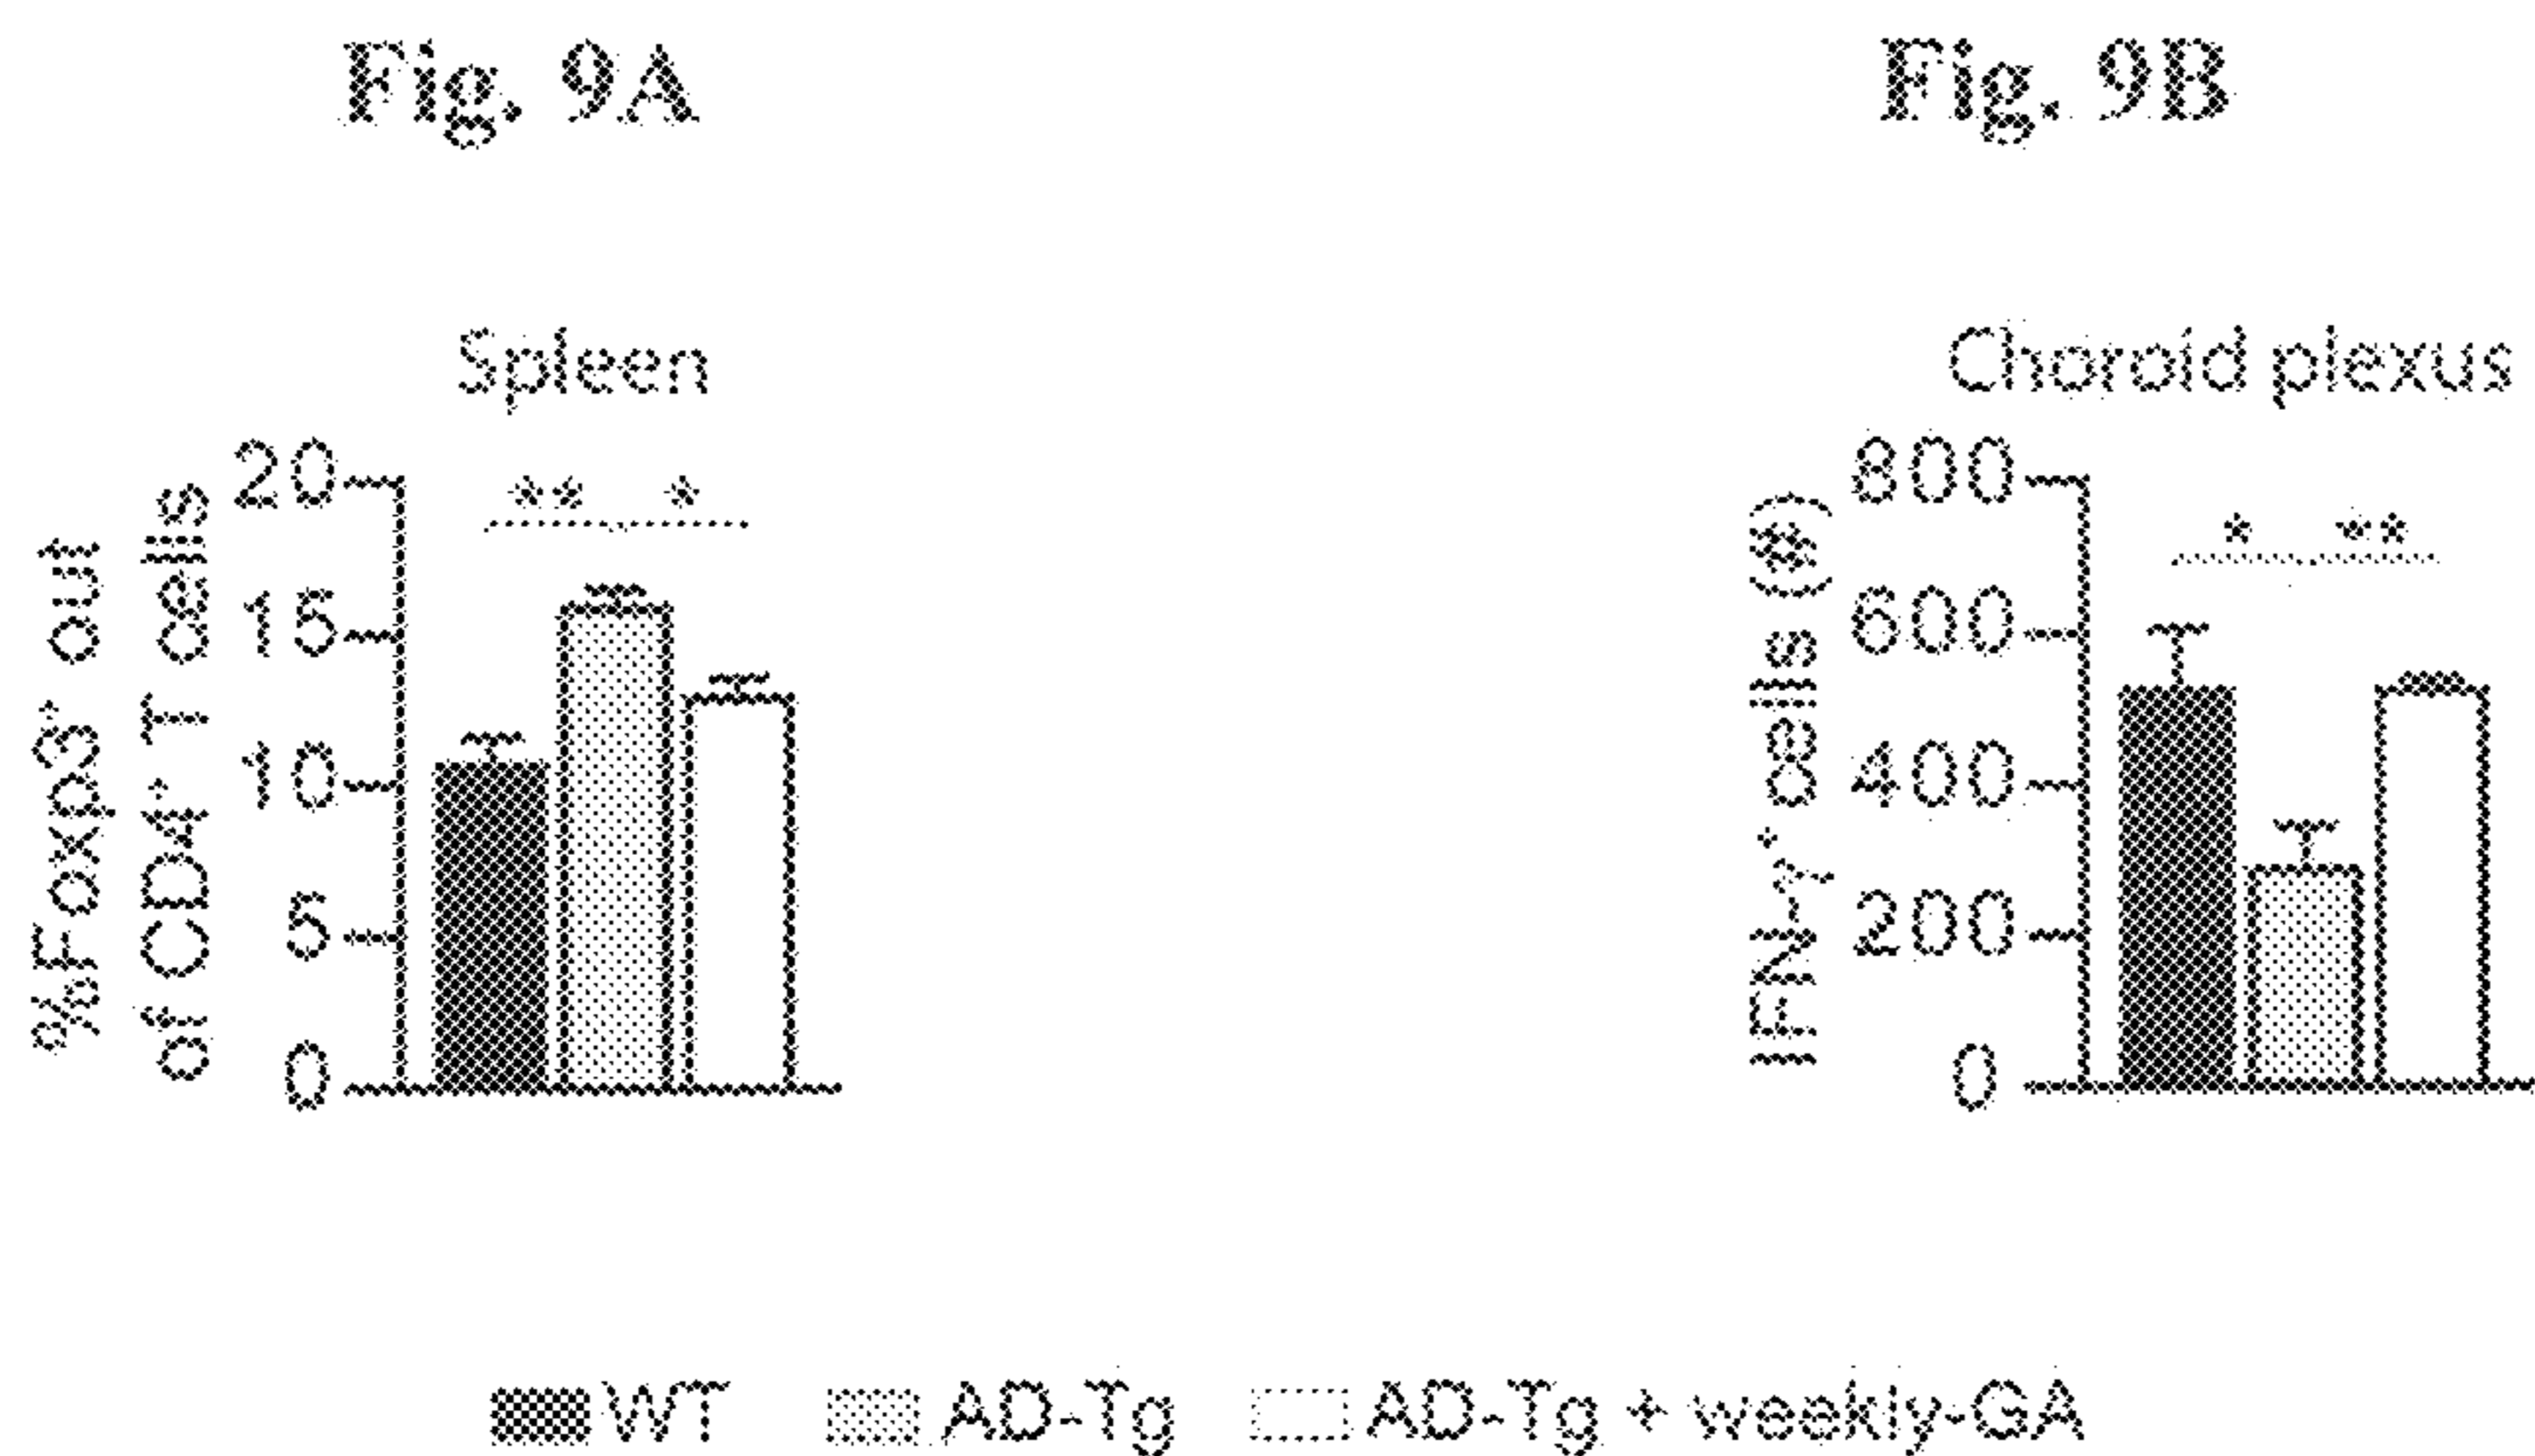 Fig. 9A
Fig. 9B
Spleen
%Foxp3⁺ out
of CD4⁺ T cells
20
15
10
5
0
** *
Choroid plexus
IFN-γ⁺ cells (#)
800
600
400
200
0
* **
WT AD-Tg AD-Tg + weekly-GA